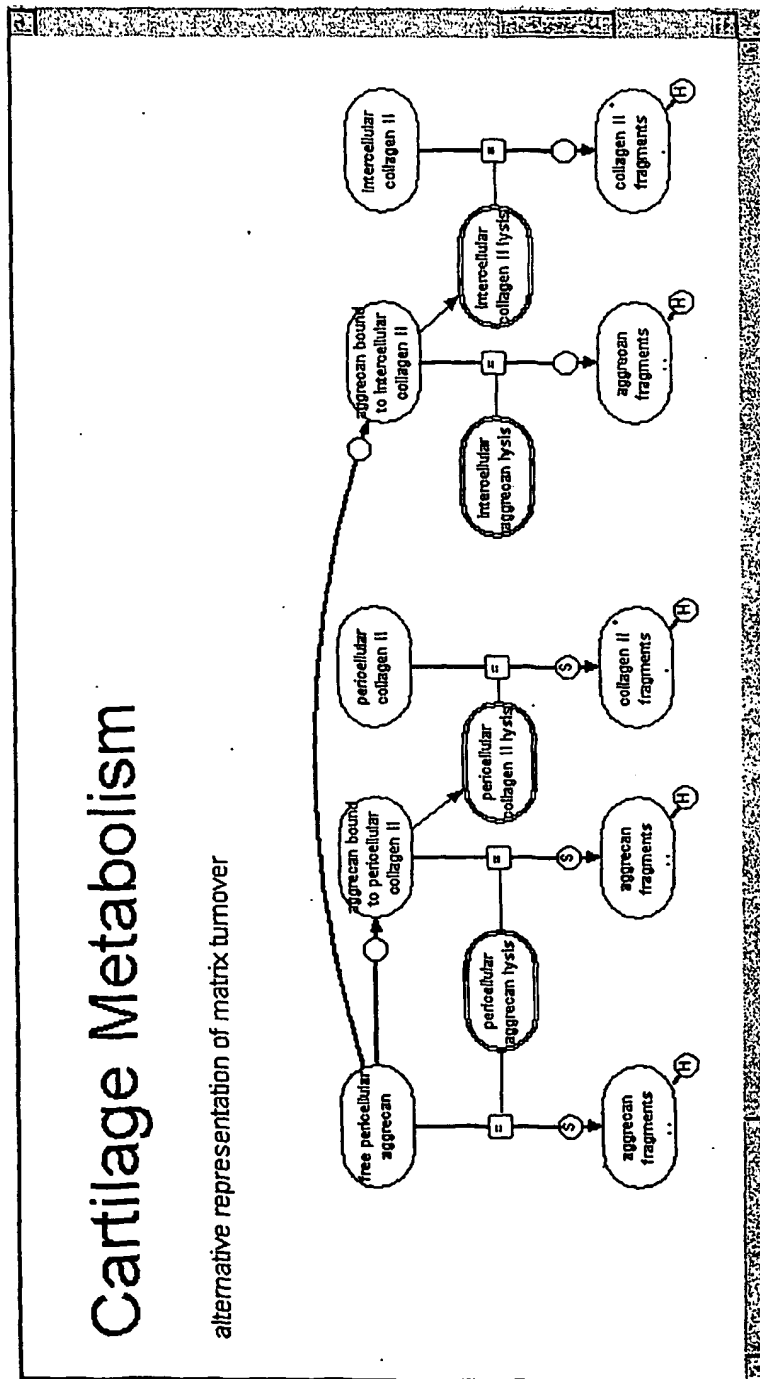 Cartilage Metabolism
alternative representation of matrix turnover
free pericellular
aggrecan
aggrecan bound
to pericellular
collagen II
pericellular
collagen II
aggrecan bound
to intercellular
collagen II
intercellular
collagen II
=
pericellular
aggrecan lysis
=
pericellular
collagen II lysis
=
intercellular
aggrecan lysis
=
intercellular
collagen II lysis
=
S
S
S
aggrecan
fragments
..
H
aggrecan
fragments
..
H
collagen II
fragments
H
aggrecan
fragments
..
H
collagen II
fragments
H